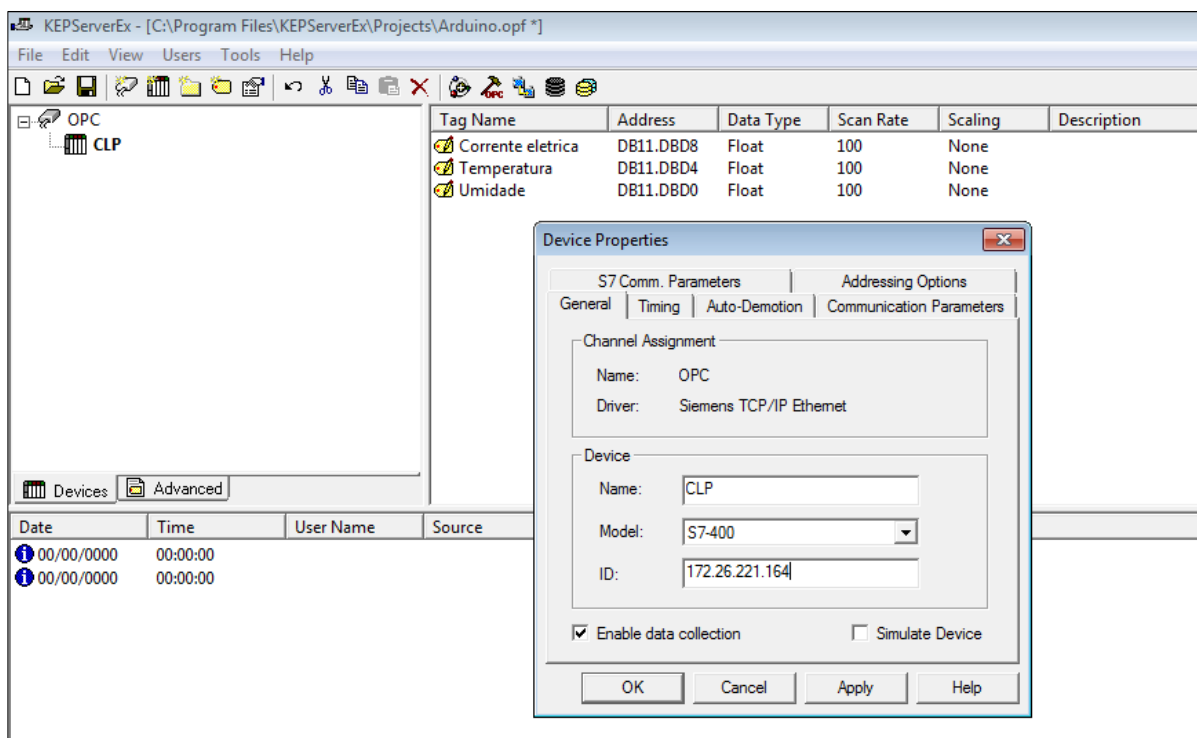 KEPServerEx - [C:\Program Files\KEPServerEx\Projects\Arduino.opf *]
File Edit View Users Tools Help
OPC
CLP
Tag Name Address Data Type Scan Rate Scaling Description
Corrente eletrica DB11.DBD8 Float 100 None
Temperatura DB11.DBD4 Float 100 None
Umidade DB11.DBD0 Float 100 None
Devices Advanced
Date Time User Name Source
00/00/0000 00:00:00
00/00/0000 00:00:00
Device Properties
S7 Comm. Parameters Addressing Options
General Timing Auto-Demotion Communication Parameters
Channel Assignment
Name: OPC
Driver: Siemens TCP/IP Ethernet
Device
Name: CLP
Model: S7-400
ID: 172.26.221.164
Enable data collection Simulate Device
OK Cancel Apply Help